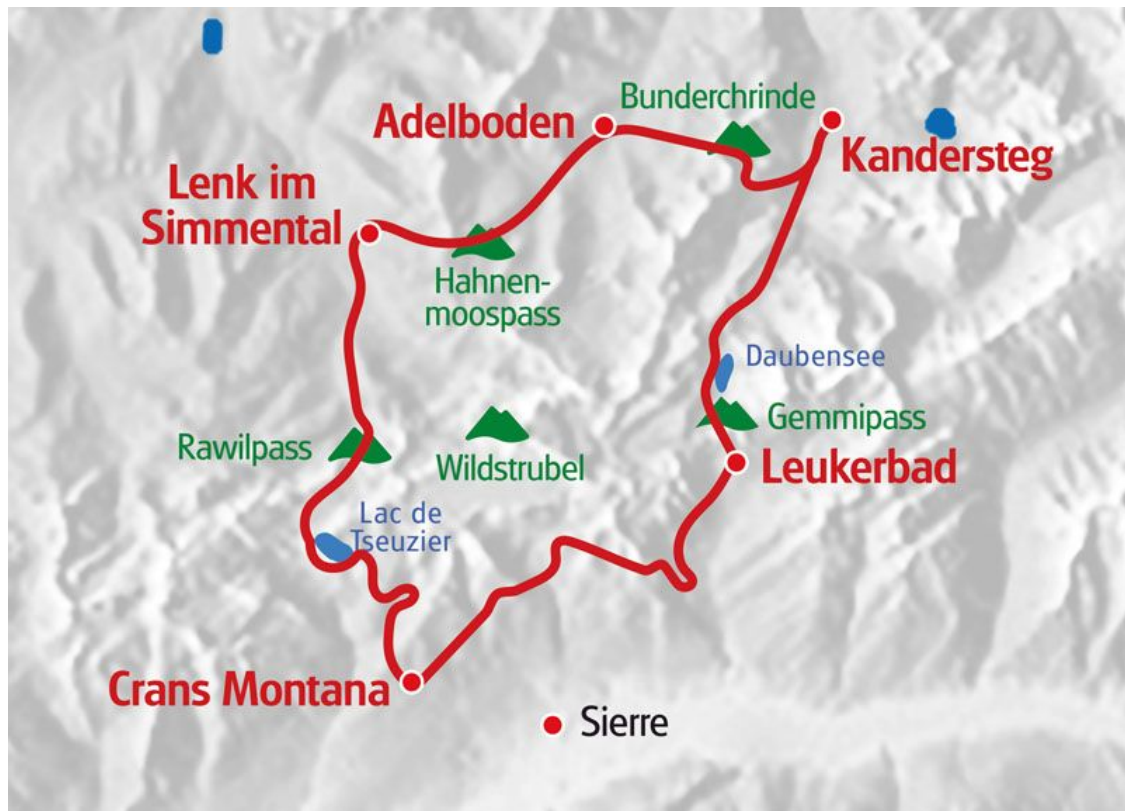 Bunderchrinde
Adelboden
Kandersteg
Lenk im
Simmental
Hahnen-
moospass
Daubensee
Gemmipass
Rawilpass
Wildstrubel
Leukerbad
Lac de
Tseuzier
Crans Montana
Sierre